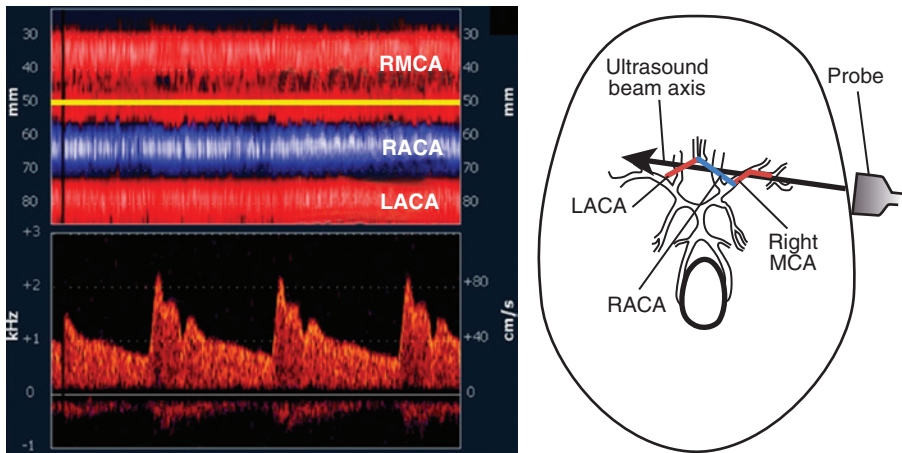 30
30
RMCA
40
40
mm
50
50
mm
60
RACA
60
70
70
80
LACA
80
+3
+2
+80
kHz
+1
+40
cm/s
0
0
-1
Ultrasound
beam axis
Probe
LACA
Right
MCA
RACA